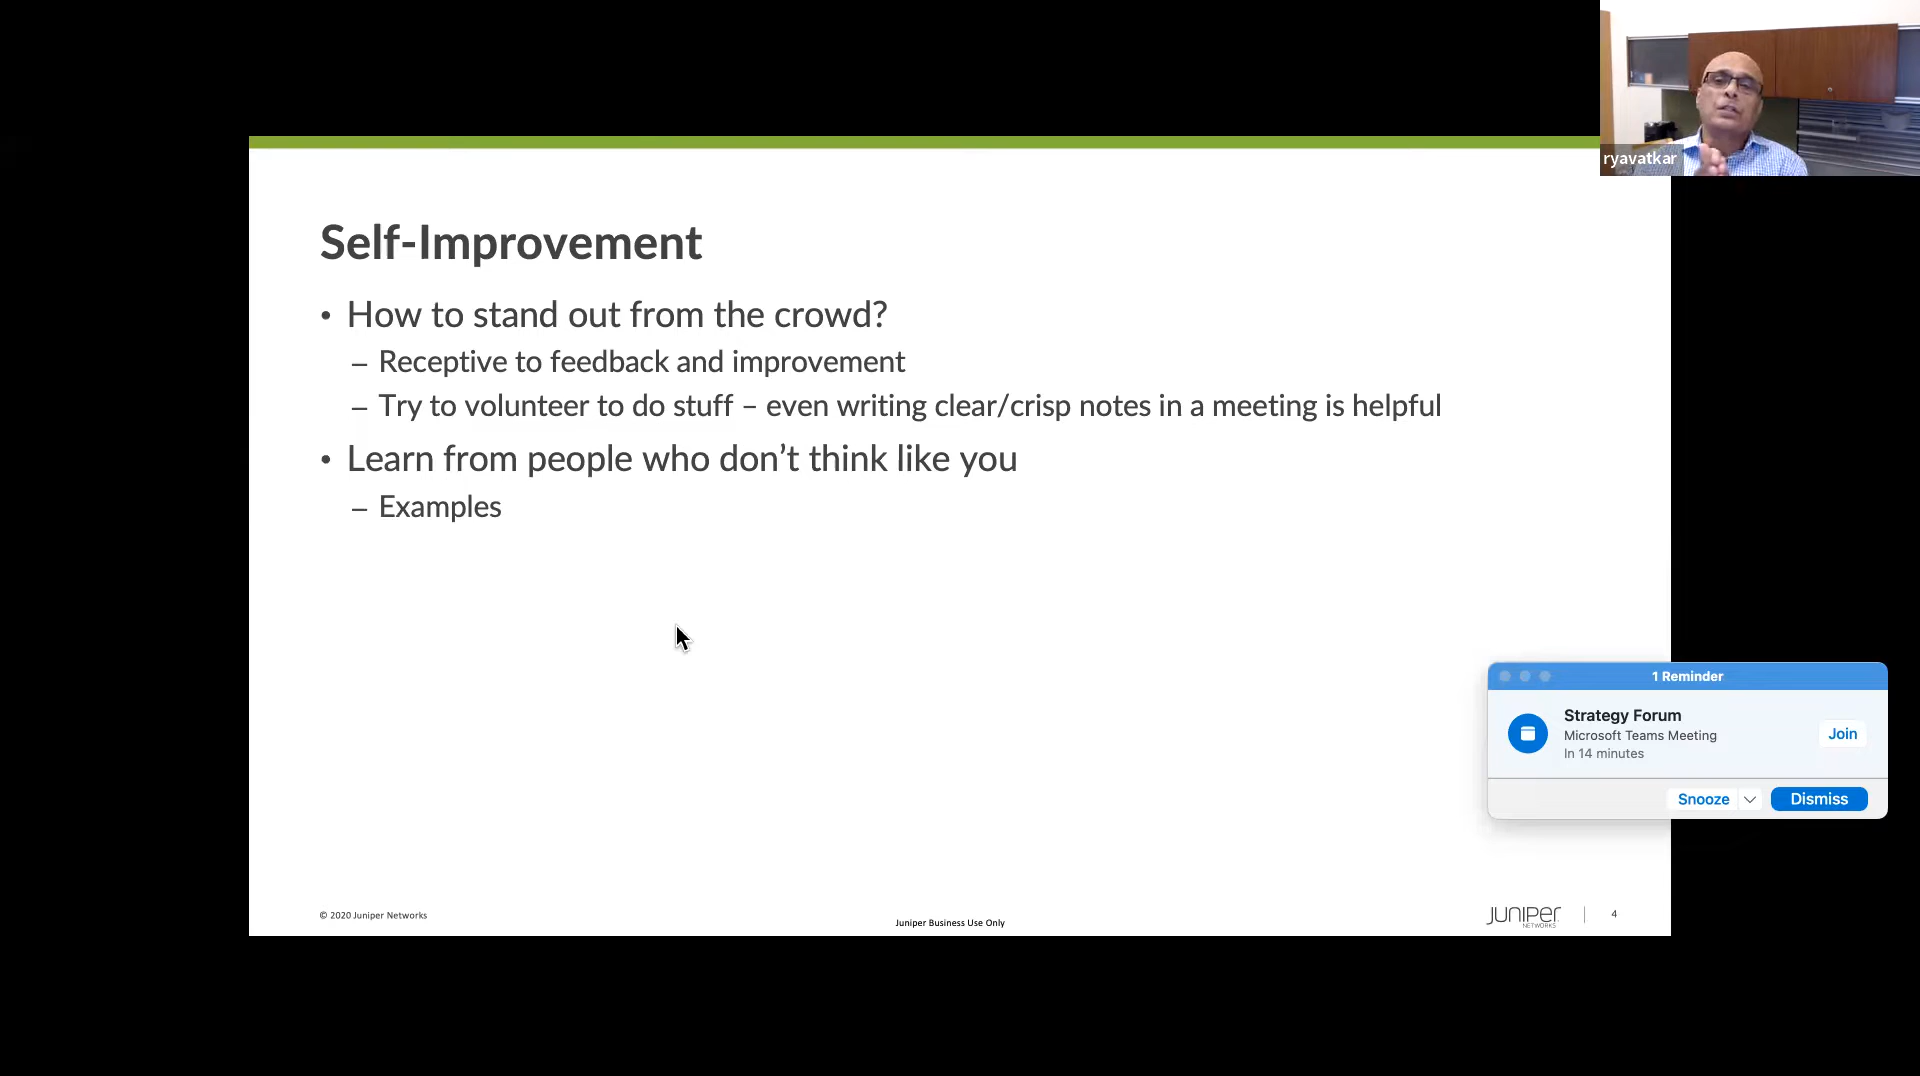 ryavatkar
Self-Improvement
• How to stand out from the crowd?
– Receptive to feedback and improvement
– Try to volunteer to do stuff – even writing clear/crisp notes in a meeting is helpful
• Learn from people who don’t think like you
– Examples
1 Reminder
Strategy Forum
Microsoft Teams Meeting
In 14 minutes
Join
Snooze
Dismiss
© 2020 Juniper Networks
Juniper Business Use Only
JUNIPER
NETWORKS
4